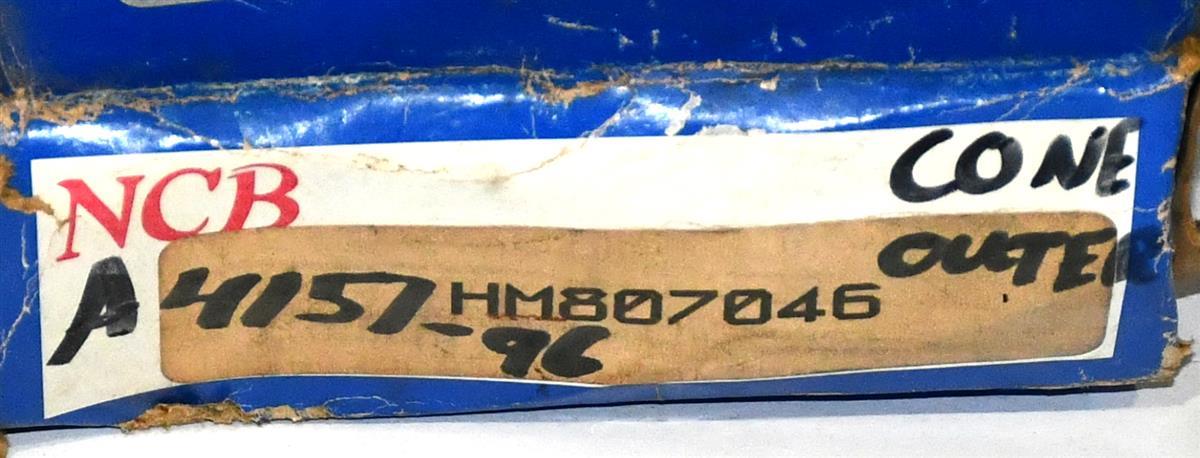 NCB
CONE
OUTER
A 4157-96
HM807046